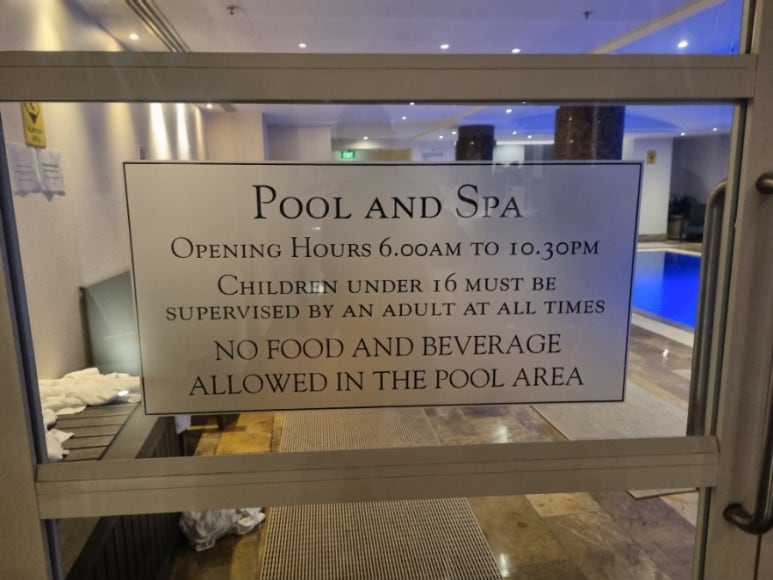 Pool and Spa
Opening Hours 6.00am to 10.30pm
Children under 16 must be
supervised by an adult at all times
NO FOOD AND BEVERAGE
ALLOWED IN THE POOL AREA